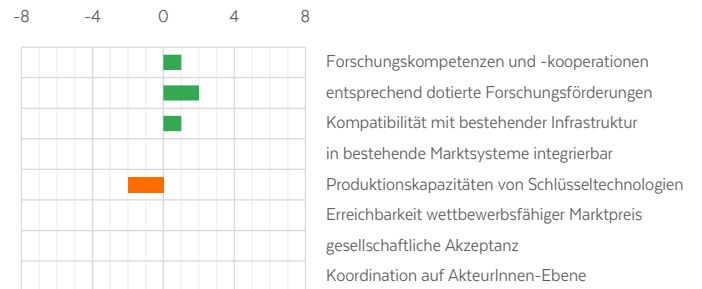 -8 -4 0 4 8
Forschungskompetenzen und -kooperationen
entsprechend dotierte Forschungsförderungen
Kompatibilität mit bestehender Infrastruktur
in bestehende Marktsysteme integrierbar
Produktionskapazitäten von Schlüsseltechnologien
Erreichbarkeit wettbewerbsfähiger Marktpreis
gesellschaftliche Akzeptanz
Koordination auf AkteurInnen-Ebene